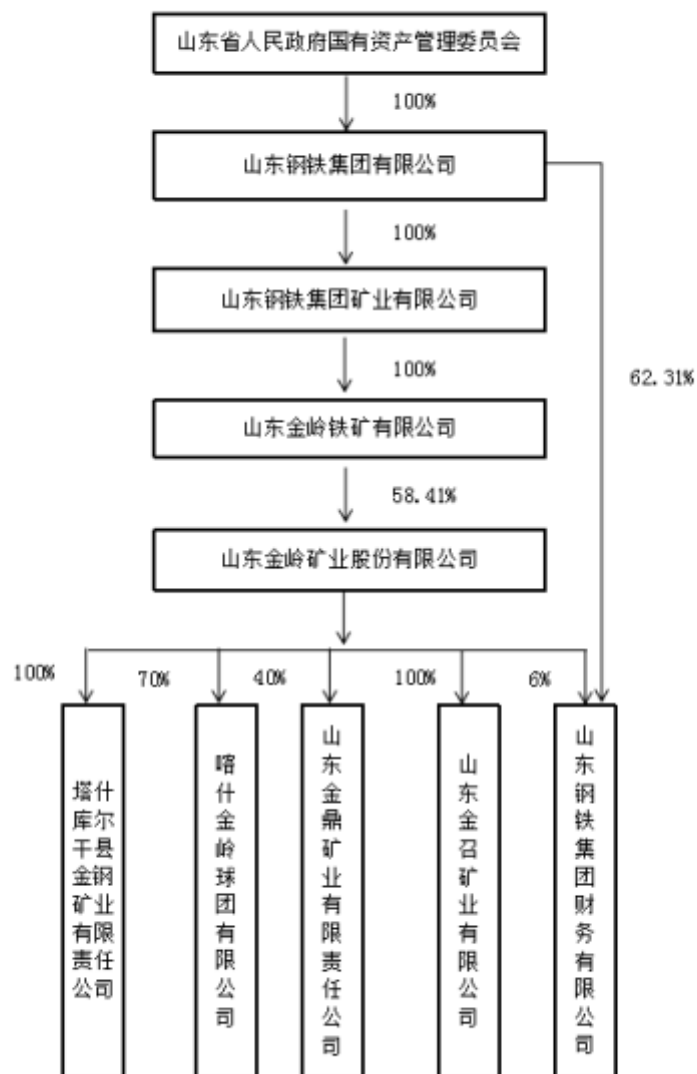 山东省人民政府国有资产管理委员会
100%
山东钢铁集团有限公司
100%
山东钢铁集团矿业有限公司
100%
62.31%
山东金岭铁矿有限公司
58.41%
山东金岭矿业股份有限公司
100%
70%
40%
100%
6%
塔什库尔干县金钢矿业有限责任公司
喀什金岭球团有限公司
山东金鼎矿业有限责任公司
山东金召矿业有限公司
山东钢铁集团财务有限公司